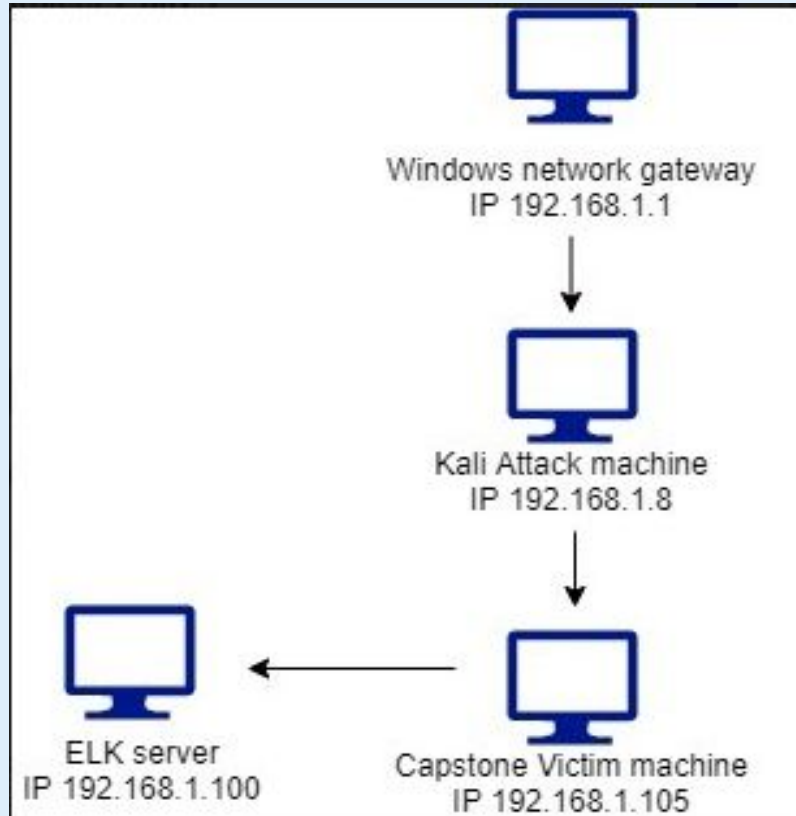 Windows network gateway
IP 192.168.1.1
Kali Attack machine
IP 192.168.1.8
ELK server
IP 192.168.1.100
Capstone Victim machine
IP 192.168.1.105